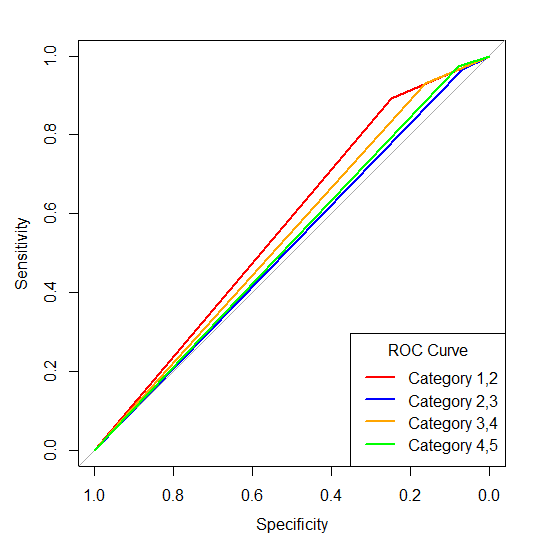 1.0
0.8
0.6
0.4
0.2
0.0
Sensitivity
ROC Curve
Category 1,2
Category 2,3
Category 3,4
Category 4,5
1.0 0.8 0.6 0.4 0.2 0.0
Specificity